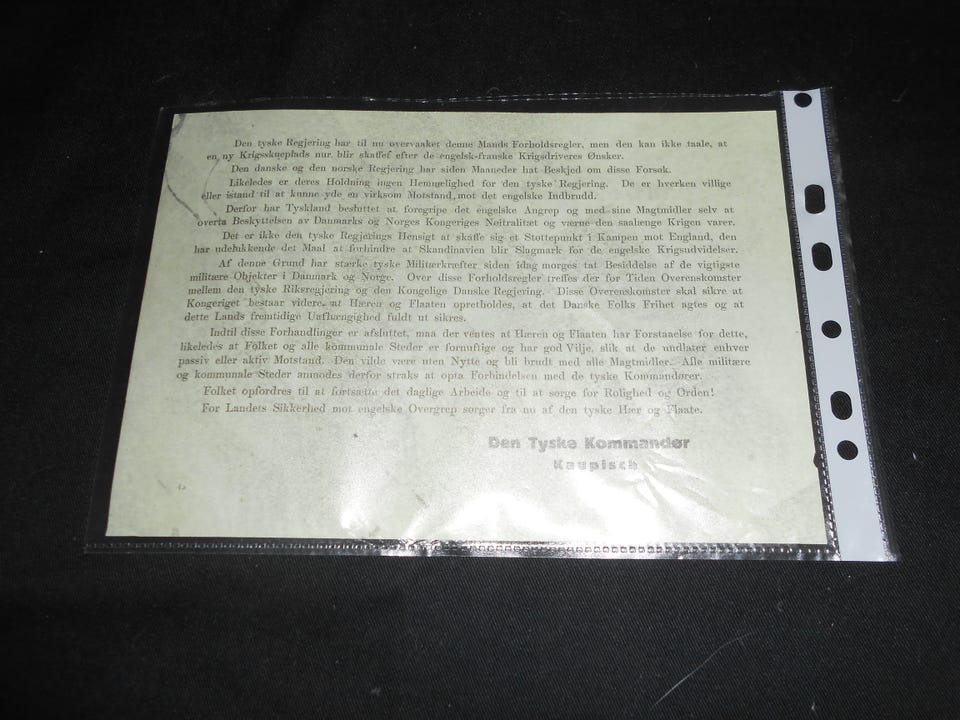 Den tyske Regjering har til nu overvaaket denne Mands Forholdsregler, men den kan ikke taale, at
en ny Krigsskueplads nur blir skaffef efter de engelsk-franske Krigsdriveres Ønsker.
Den danske og den norske Regjering har siden Maaneder hat Beskjed om disse Forsøk.
Likeledes er deres Holdning ingen Hemmelighed for den tyske Regjering. De er hverken villige
eller istand til at kunne yde en virksom Motstand mot det engelske Indbrudd.
Derfor har Tyskland besluttet at foregripe det engelske Angrep og med sine Magtmidler selv at
overta Beskyttelsen av Danmarks og Norges Kongeriges Neitralitæt og værne den saalænge Krigen varer.
Det er ikke den tyske Regjerings Hensigt at skaffe sig et Støttepunkt i Kampen mot England, den
har udelukkende det Maal at forhindre at Skandinavien blir Slagmark for de engelske Krigsudvidelser.
Af denne Grund har stærke tyske Militærkræfter siden idag morges tat Besiddelse af de vigtigste
militære Objekter i Danmark og Norge. Over disse Forholdsregler treffes der for Tiden Overenskomster
mellem den tyske Riksregjering og den Kongelige Danske Regjering. Disse Overenskomster skal sikre at
Kongeriget bestaar videre, at Hæren og Flaaten opretholdes, at det Danske Folks Frihet agtes og at
dette Lands fremtidige Uafhængighed fuldt ut sikres.
Indtil disse Forhandlinger er afsluttet, maa der ventes at Hæren og Flaaten har Forstaaelse for dette,
likeledes at Folket og alle kommunale Steder er fornuftige og har god Vilje, slik at de undlater enhver
passiv eller aktiv Motstand. Den vilde være uten Nytte og bli brudt med alle Magtmidler. Alle militære
og kommunale Steder anmodes derfor straks at opta Forbindelsen med de tyske Kommandører.
Folket opfordres til at fortsætte det daglige Arbeide og til at sørge for Rolighed og Orden!
For Landets Sikkerhed mot engelske Overgrep sørger fra nu af den tyske Hær og Flaate.
Den Tyske Kommandør
Kaupisch